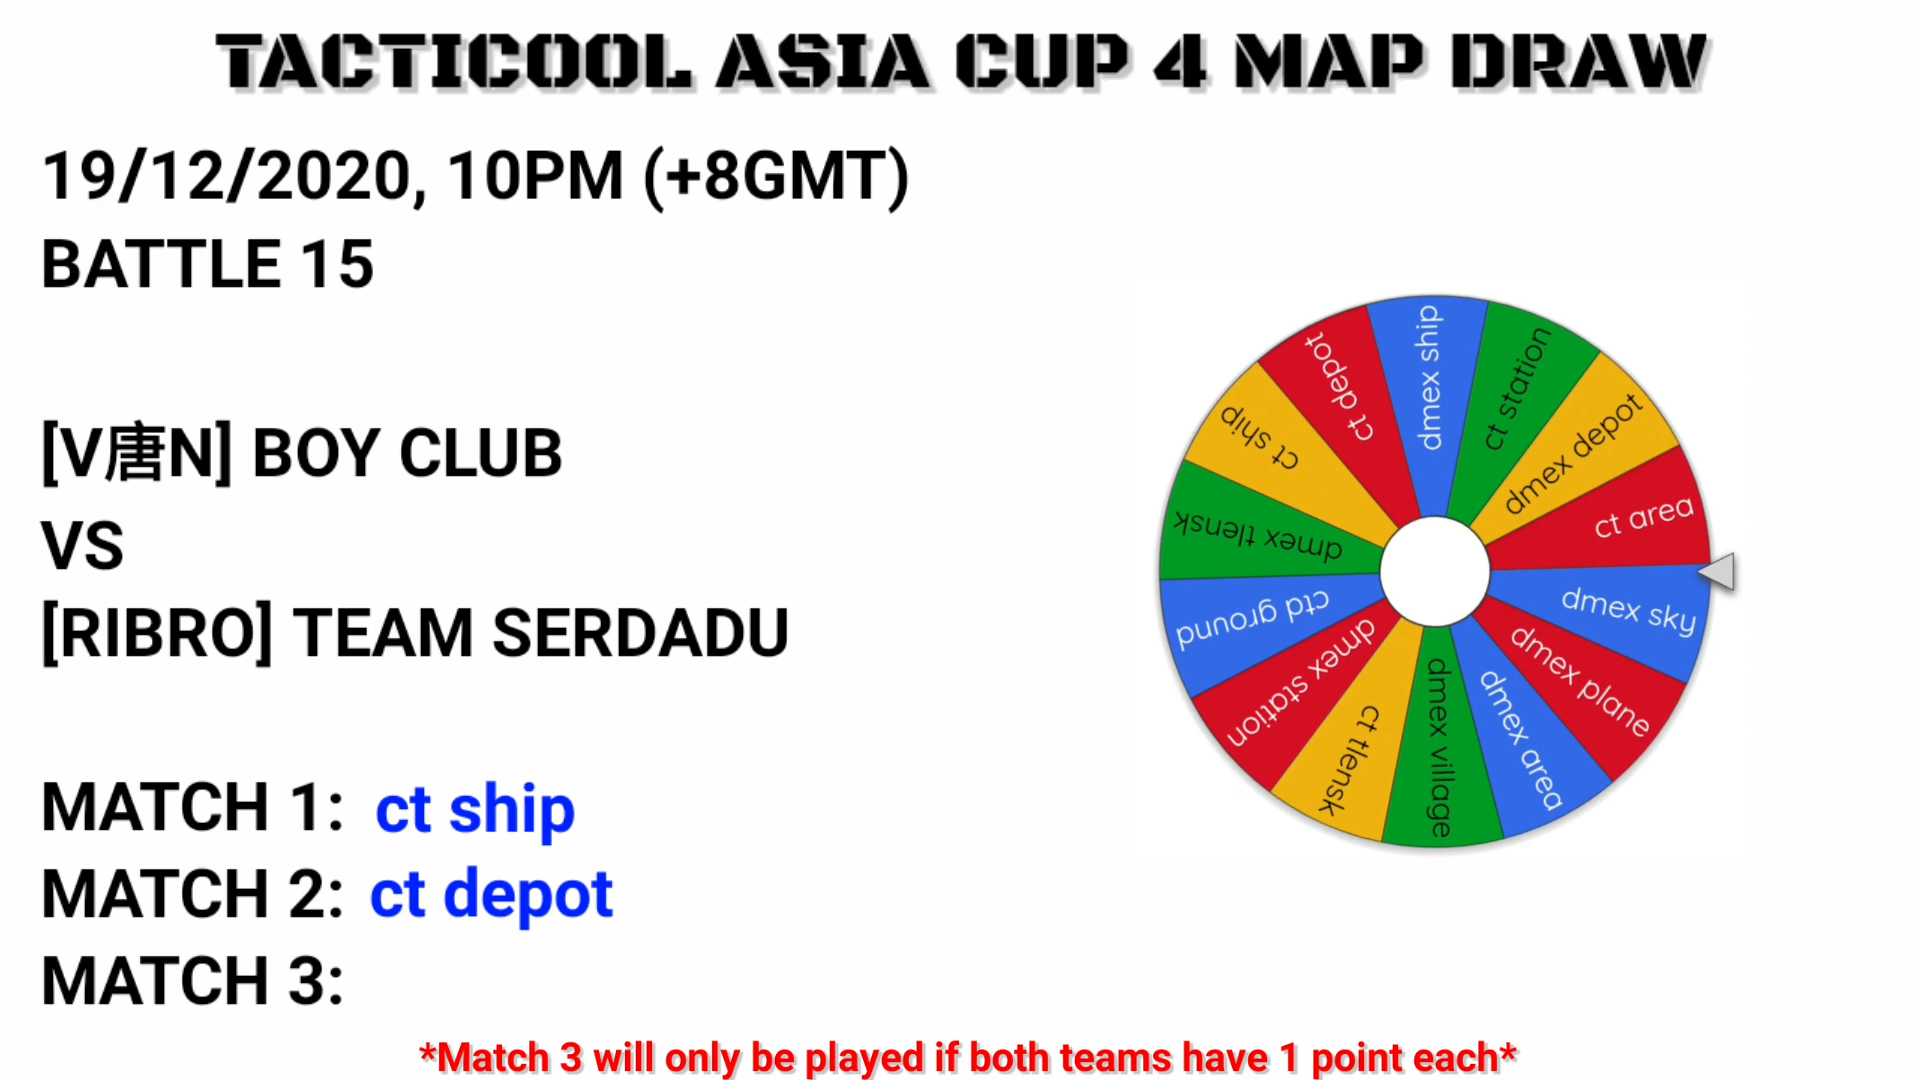 TACTICOOL ASIA CUP 4 MAP DRAW
19/12/2020, 10PM (+8GMT)
BATTLE 15
[V唐N] BOY CLUB
VS
[RIBRO] TEAM SERDADU
MATCH 1: ct ship
MATCH 2: ct depot
MATCH 3:
*Match 3 will only be played if both teams have 1 point each*
dmex ship
ct station
dmex depot
ct area
dmex sky
dmex plane
dmex area
dmex village
ct tlensk
dmex station
ctd ground
dmex tlensk
ct ship
ct depot